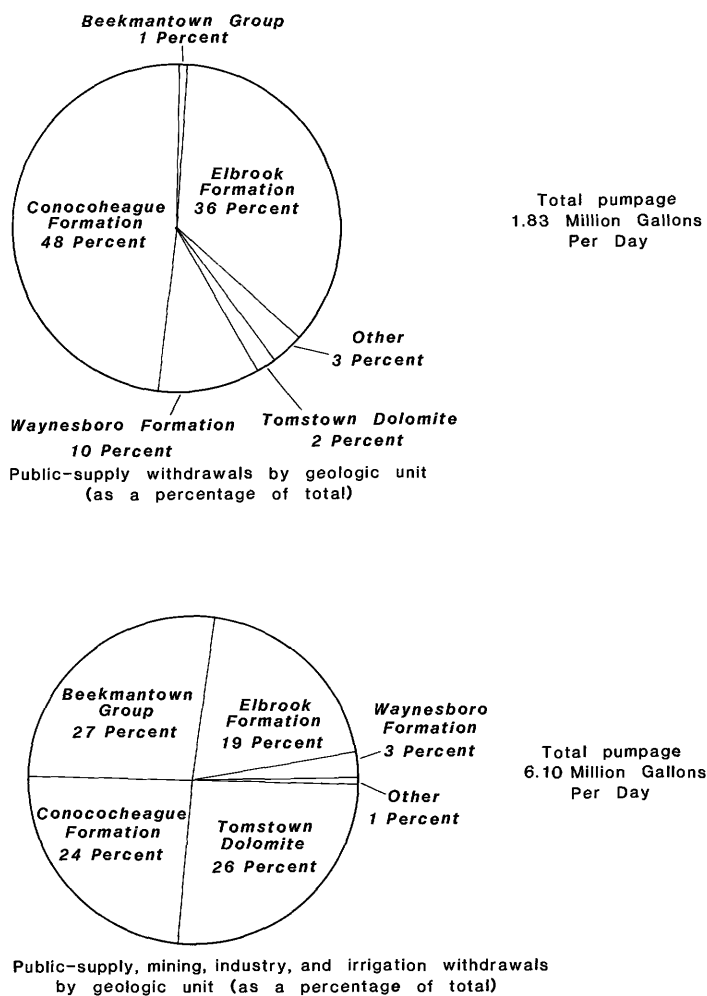 Beekmantown Group
1 Percent
Elbrook
Formation
36 Percent
Conocoheague
Formation
48 Percent
Total pumpage
1.83 Million Gallons
Per Day
Other
3 Percent
Tomstown Dolomite
2 Percent
Waynesboro Formation
10 Percent
Public-supply withdrawals by geologic unit
(as a percentage of total)
Beekmantown
Group
27 Percent
Elbrook
Formation
19 Percent
Waynesboro
Formation
3 Percent
Total pumpage
6.10 Million Gallons
Per Day
Other
1 Percent
Conococheague
Formation
24 Percent
Tomstown
Dolomite
26 Percent
Public-supply, mining, industry, and irrigation withdrawals
by geologic unit (as a percentage of total)